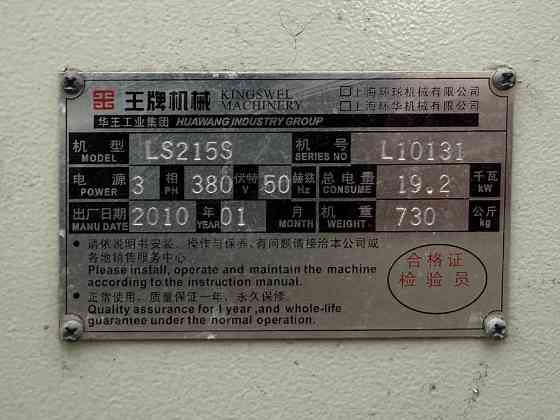 王牌机械 KINGSWEL MACHINERY □上海环球机械有限公司
□上海环华机械有限公司
华王工业集团 HUAWANG INDUSTRY GROUP
机型 MODEL LS215S 机号 SERIES NO L10131
电源 POWER 3 相 PH 380 伏特 V 50 赫兹 Hz 总电量 CONSUME 19.2 千瓦 kW
出厂日期 MANU DATE 2010 年 YEAR 01 月 MONTH 机重 WEIGHT 730 公斤 kg
• 请依说明书安装、操作与保养,有问题请接洽本公司或
各地销售服务中心。
Please install, operate and maintain the machine
according to the instruction manual.
• 正常使用，质量保证一年，永久保修。
Quality assurance for 1 year ,and whole-life
guarantee under the normal operation.
合格证
检验员